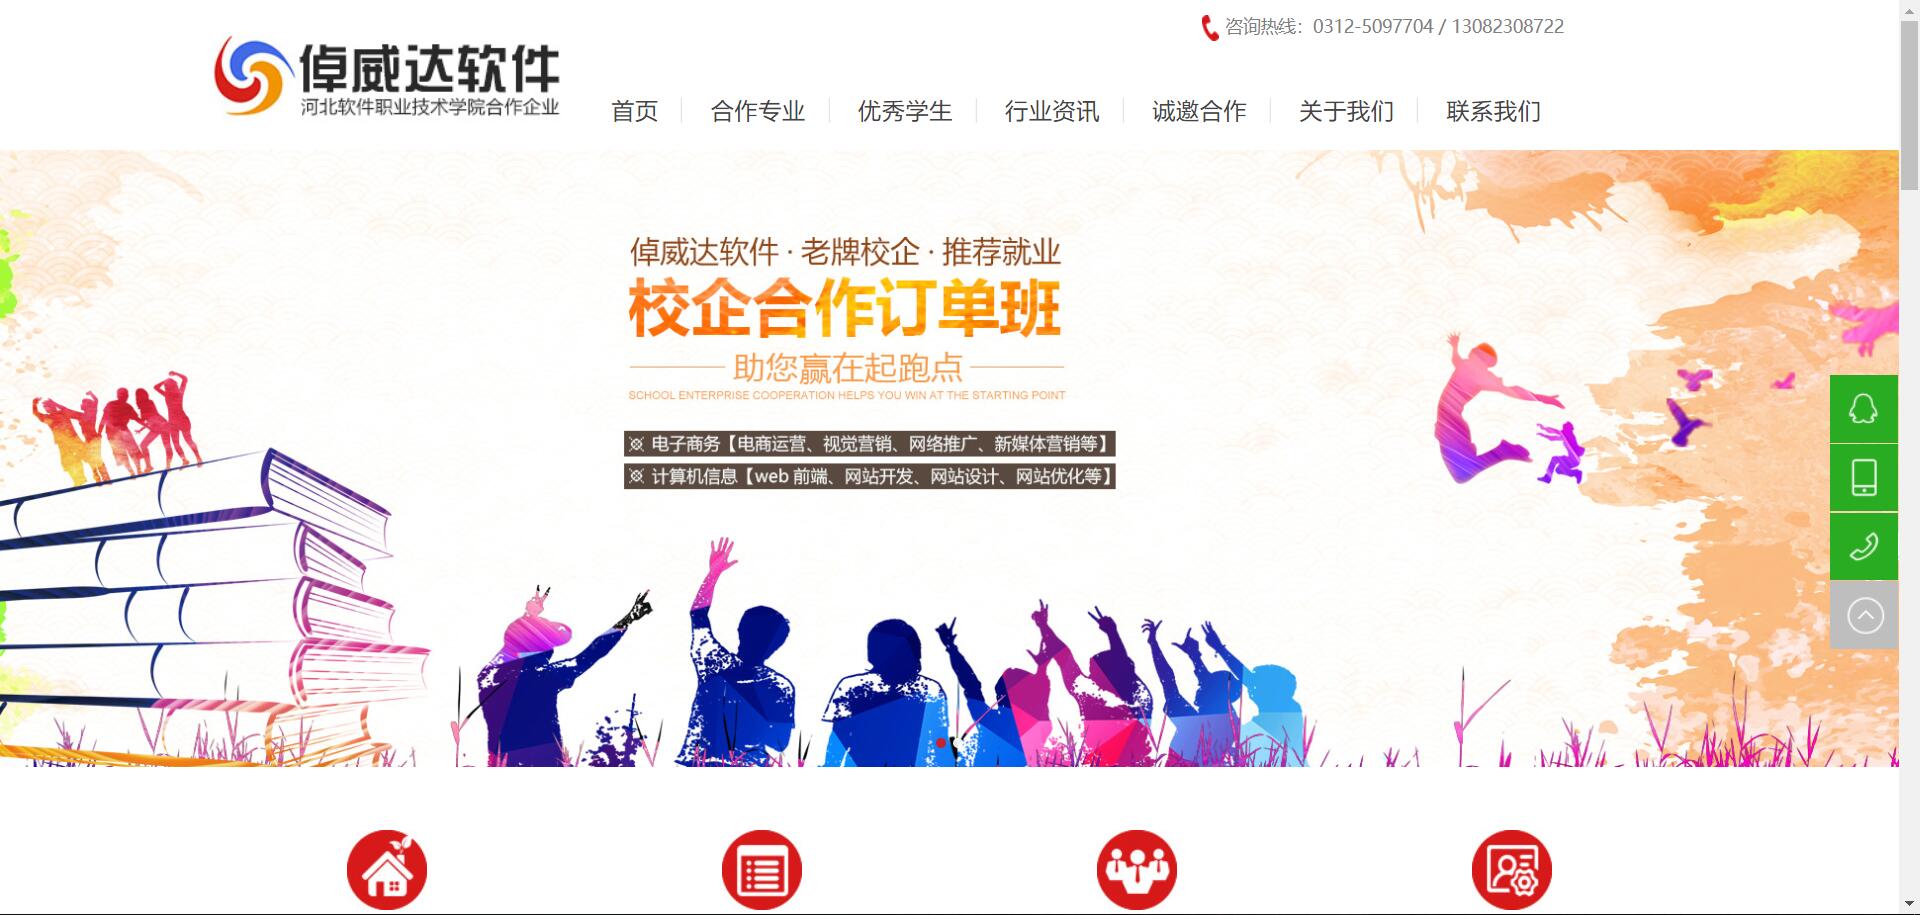 咨询热线：0312-5097704 / 13082308722
倬威达软件
河北软件职业技术学院合作企业
首页
合作专业
优秀学生
行业资讯
诚邀合作
关于我们
联系我们
倬威达软件 · 老牌校企 · 推荐就业
校企合作订单班
助您赢在起跑点
SCHOOL ENTERPRISE COOPERATION HELPS YOU WIN AT THE STARTING POINT
※ 电子商务【电商运营、视觉营销、网络推广、新媒体营销等】
※ 计算机信息【web 前端、网站开发、网站设计、网站优化等】